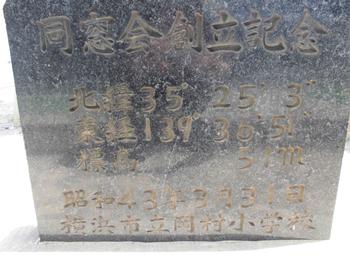 同窓会創立記念
北緯35° 25' 3"
東経139° 36' 51"
標高 51m
昭和43年3月31日
横浜市立岡村小学校